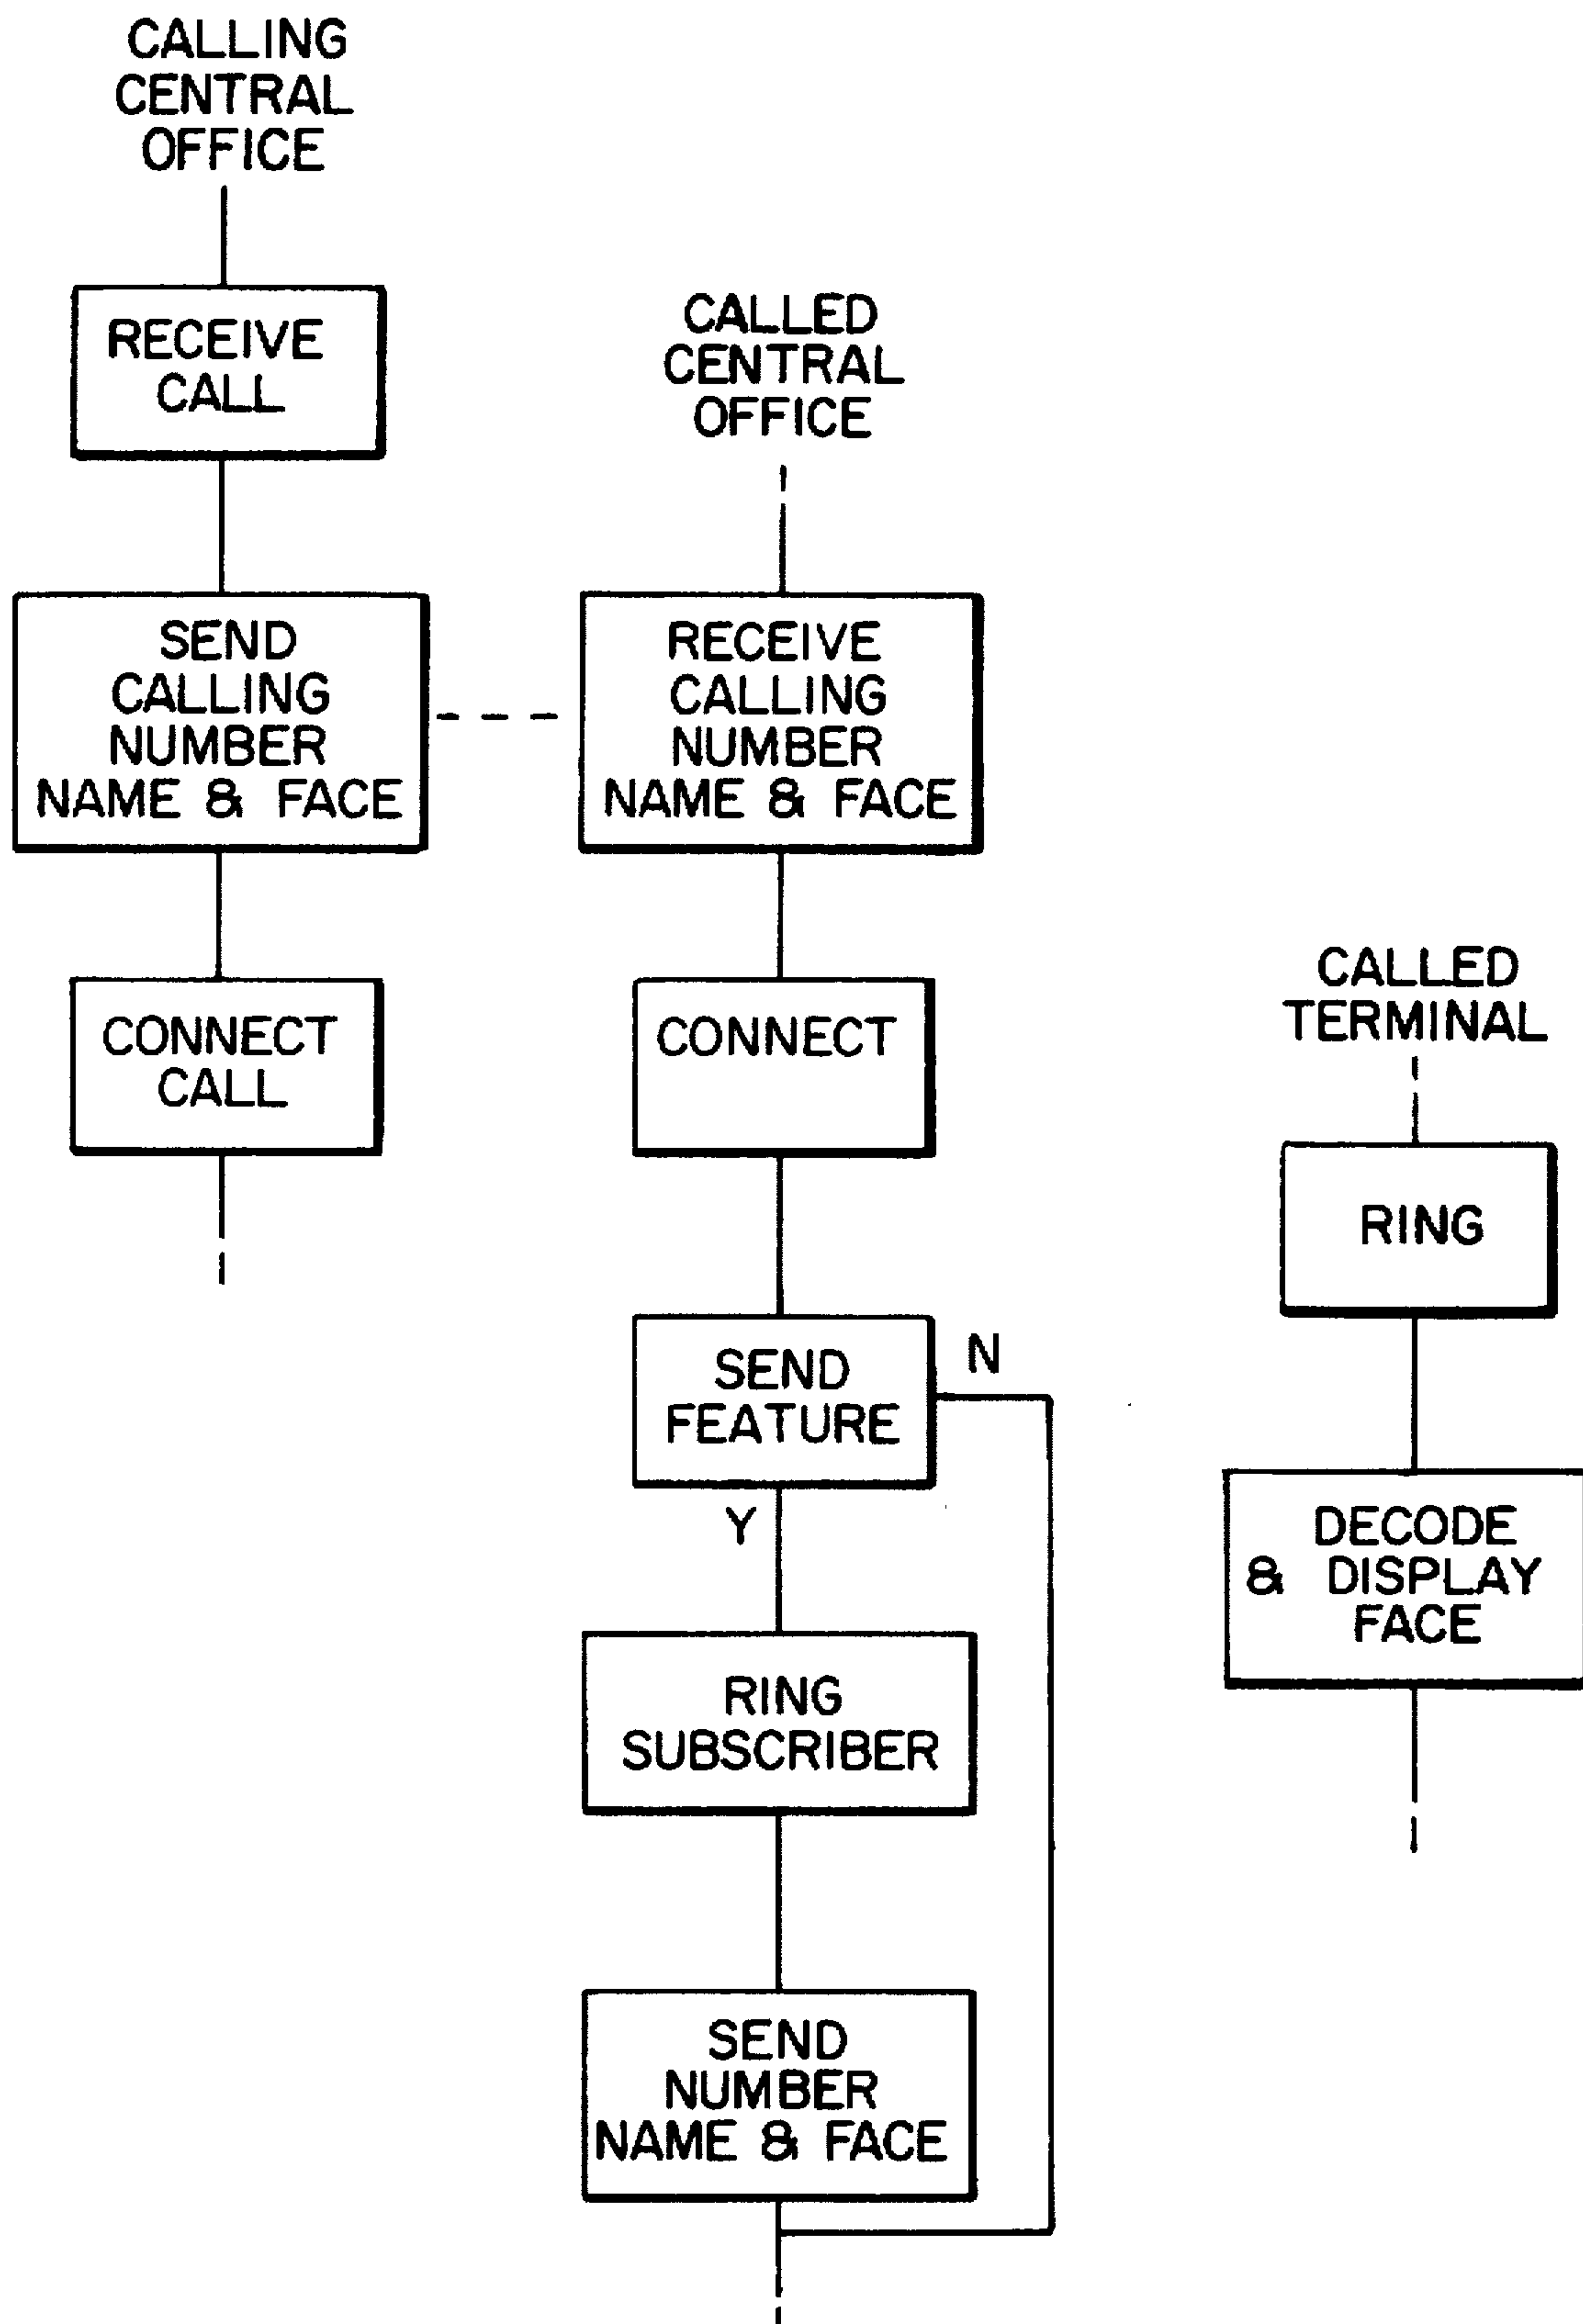 CALLING
CENTRAL
OFFICE
RECEIVE
CALL
SEND
CALLING
NUMBER
NAME & FACE
CONNECT
CALL
CALLED
CENTRAL
OFFICE
RECEIVE
CALLING
NUMBER
NAME & FACE
CONNECT
SEND
FEATURE
N
Y
RING
SUBSCRIBER
SEND
NUMBER
NAME & FACE
CALLED
TERMINAL
RING
DECODE
& DISPLAY
FACE